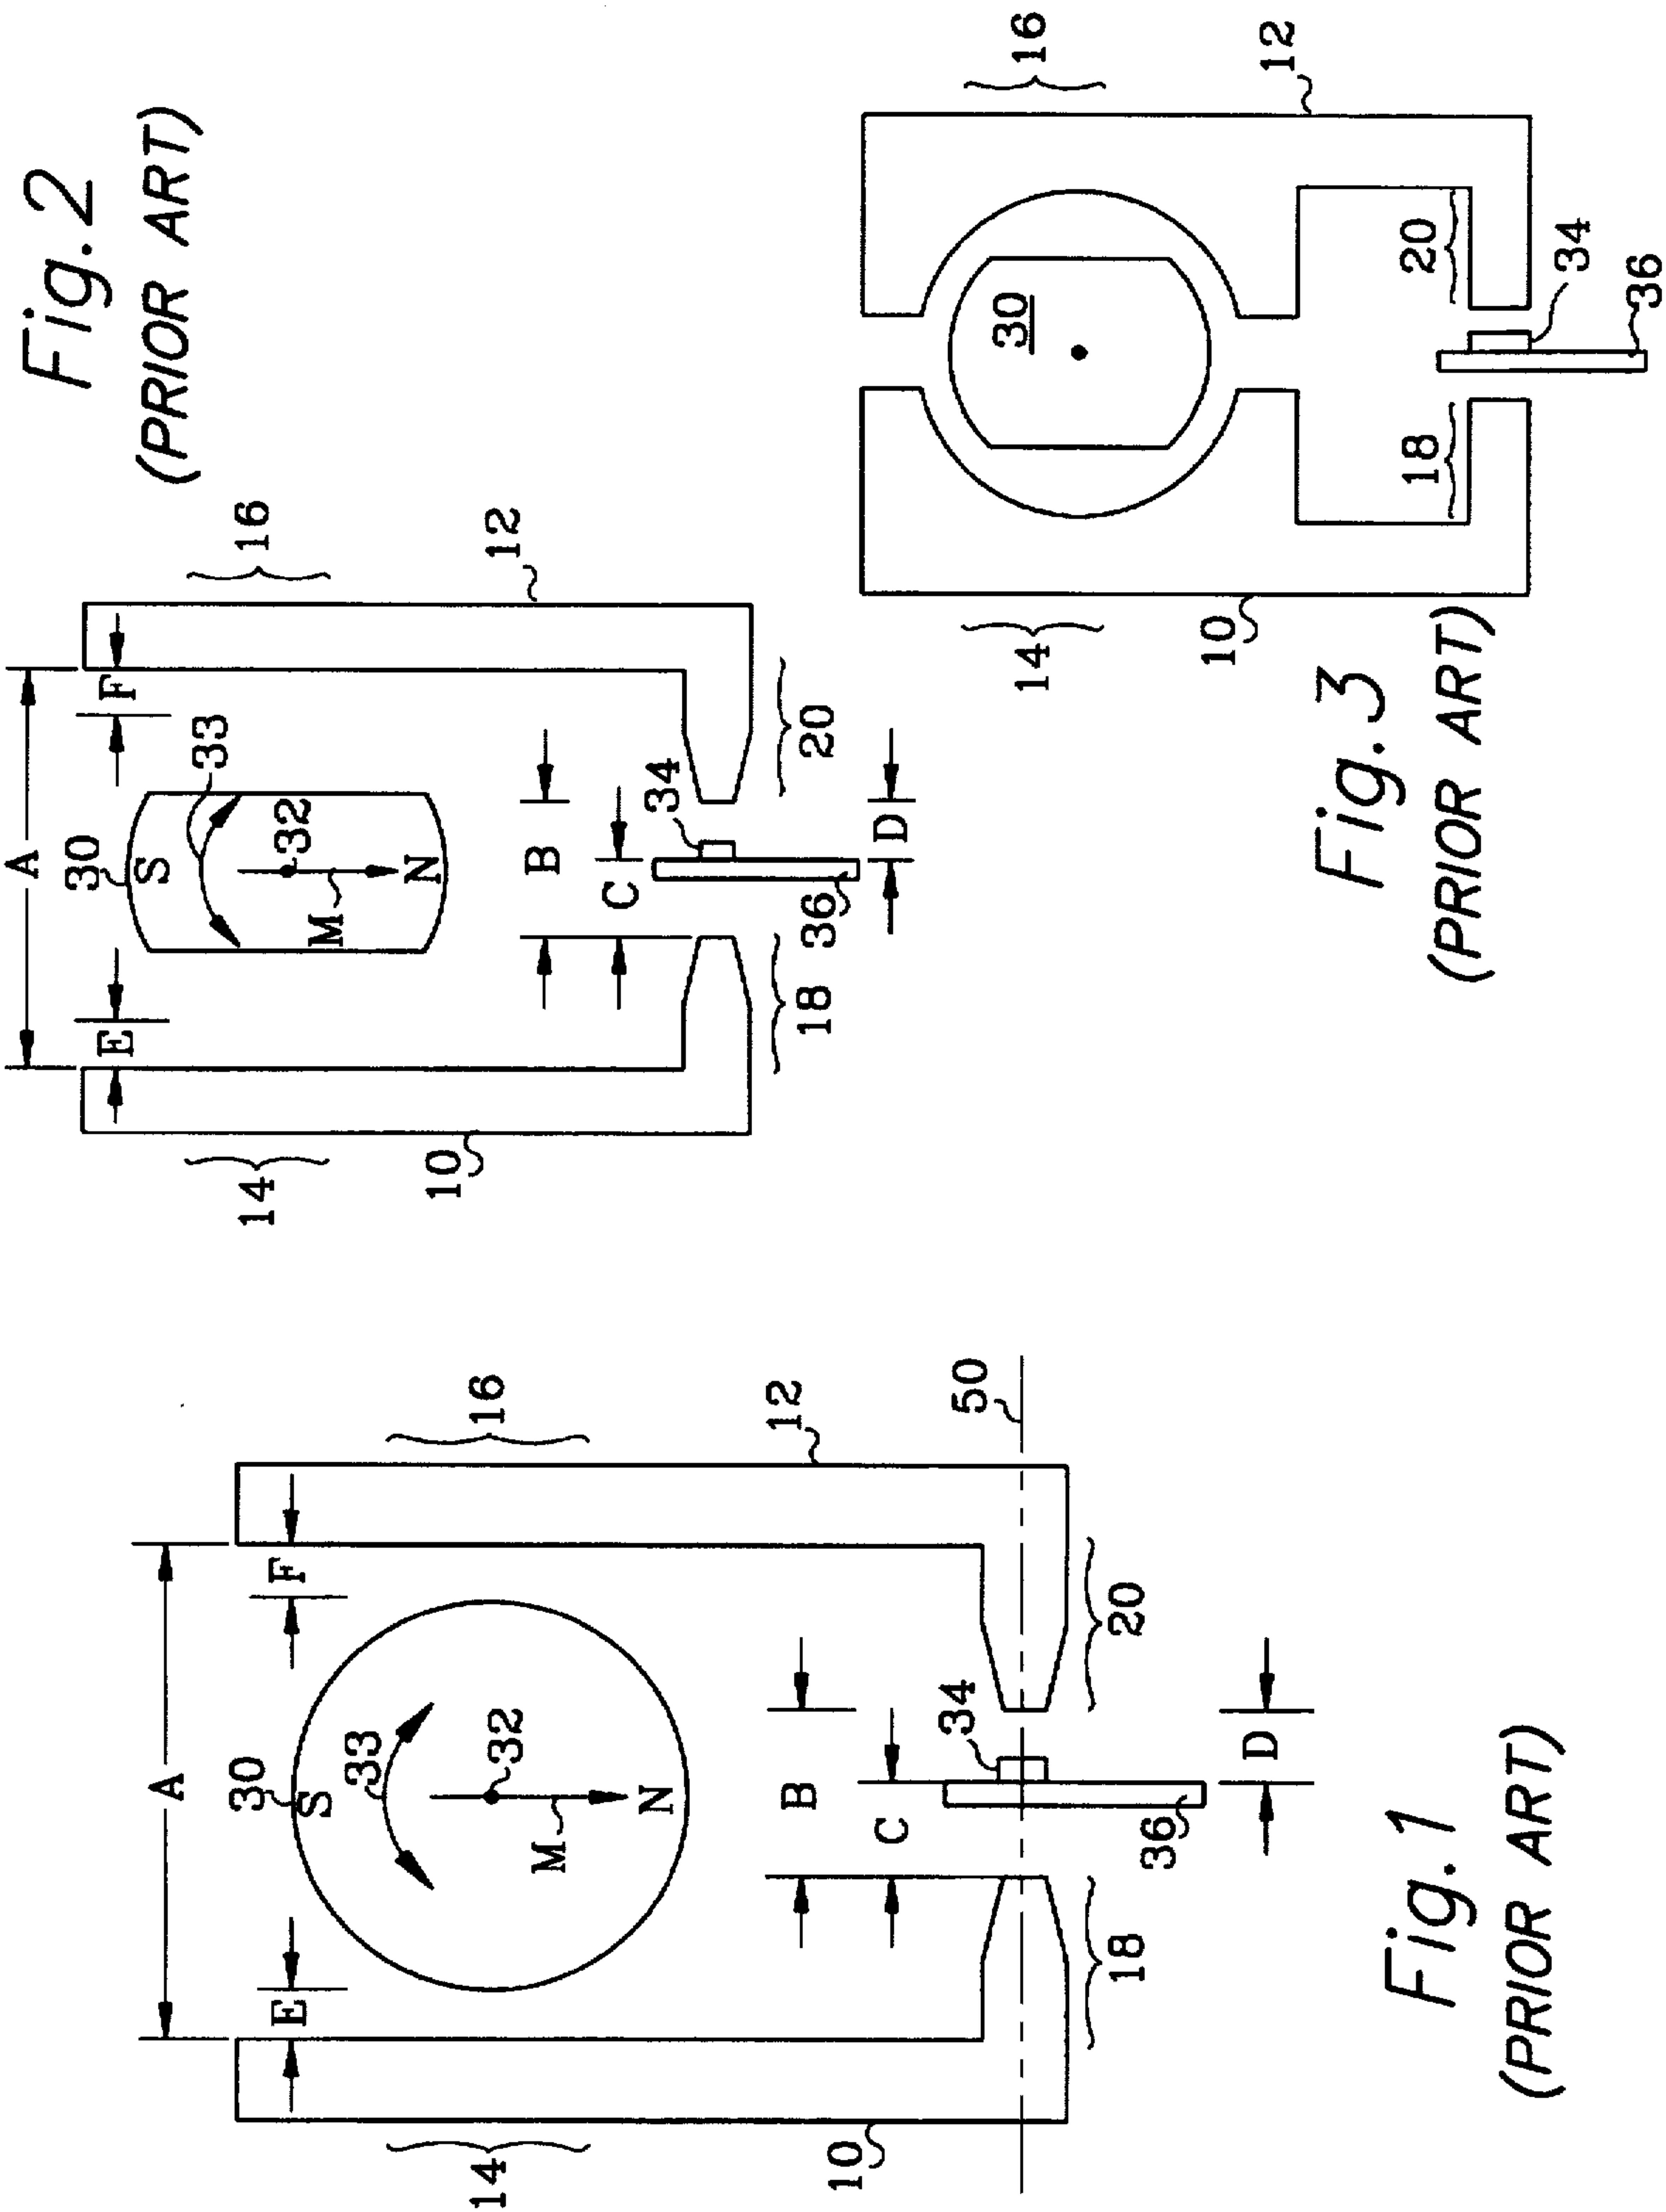 Fig.2
(PRIOR ART)
A
F
E
30
S
33
32
M
N
B
C
D
34
36
18
20
14
16
10
12
Fig.3
(PRIOR ART)
30
16
12
14
10
18
20
34
36
Fig.1
(PRIOR ART)
A
F
E
30
S
33
32
M
N
B
C
D
34
36
18
20
14
16
10
12
50